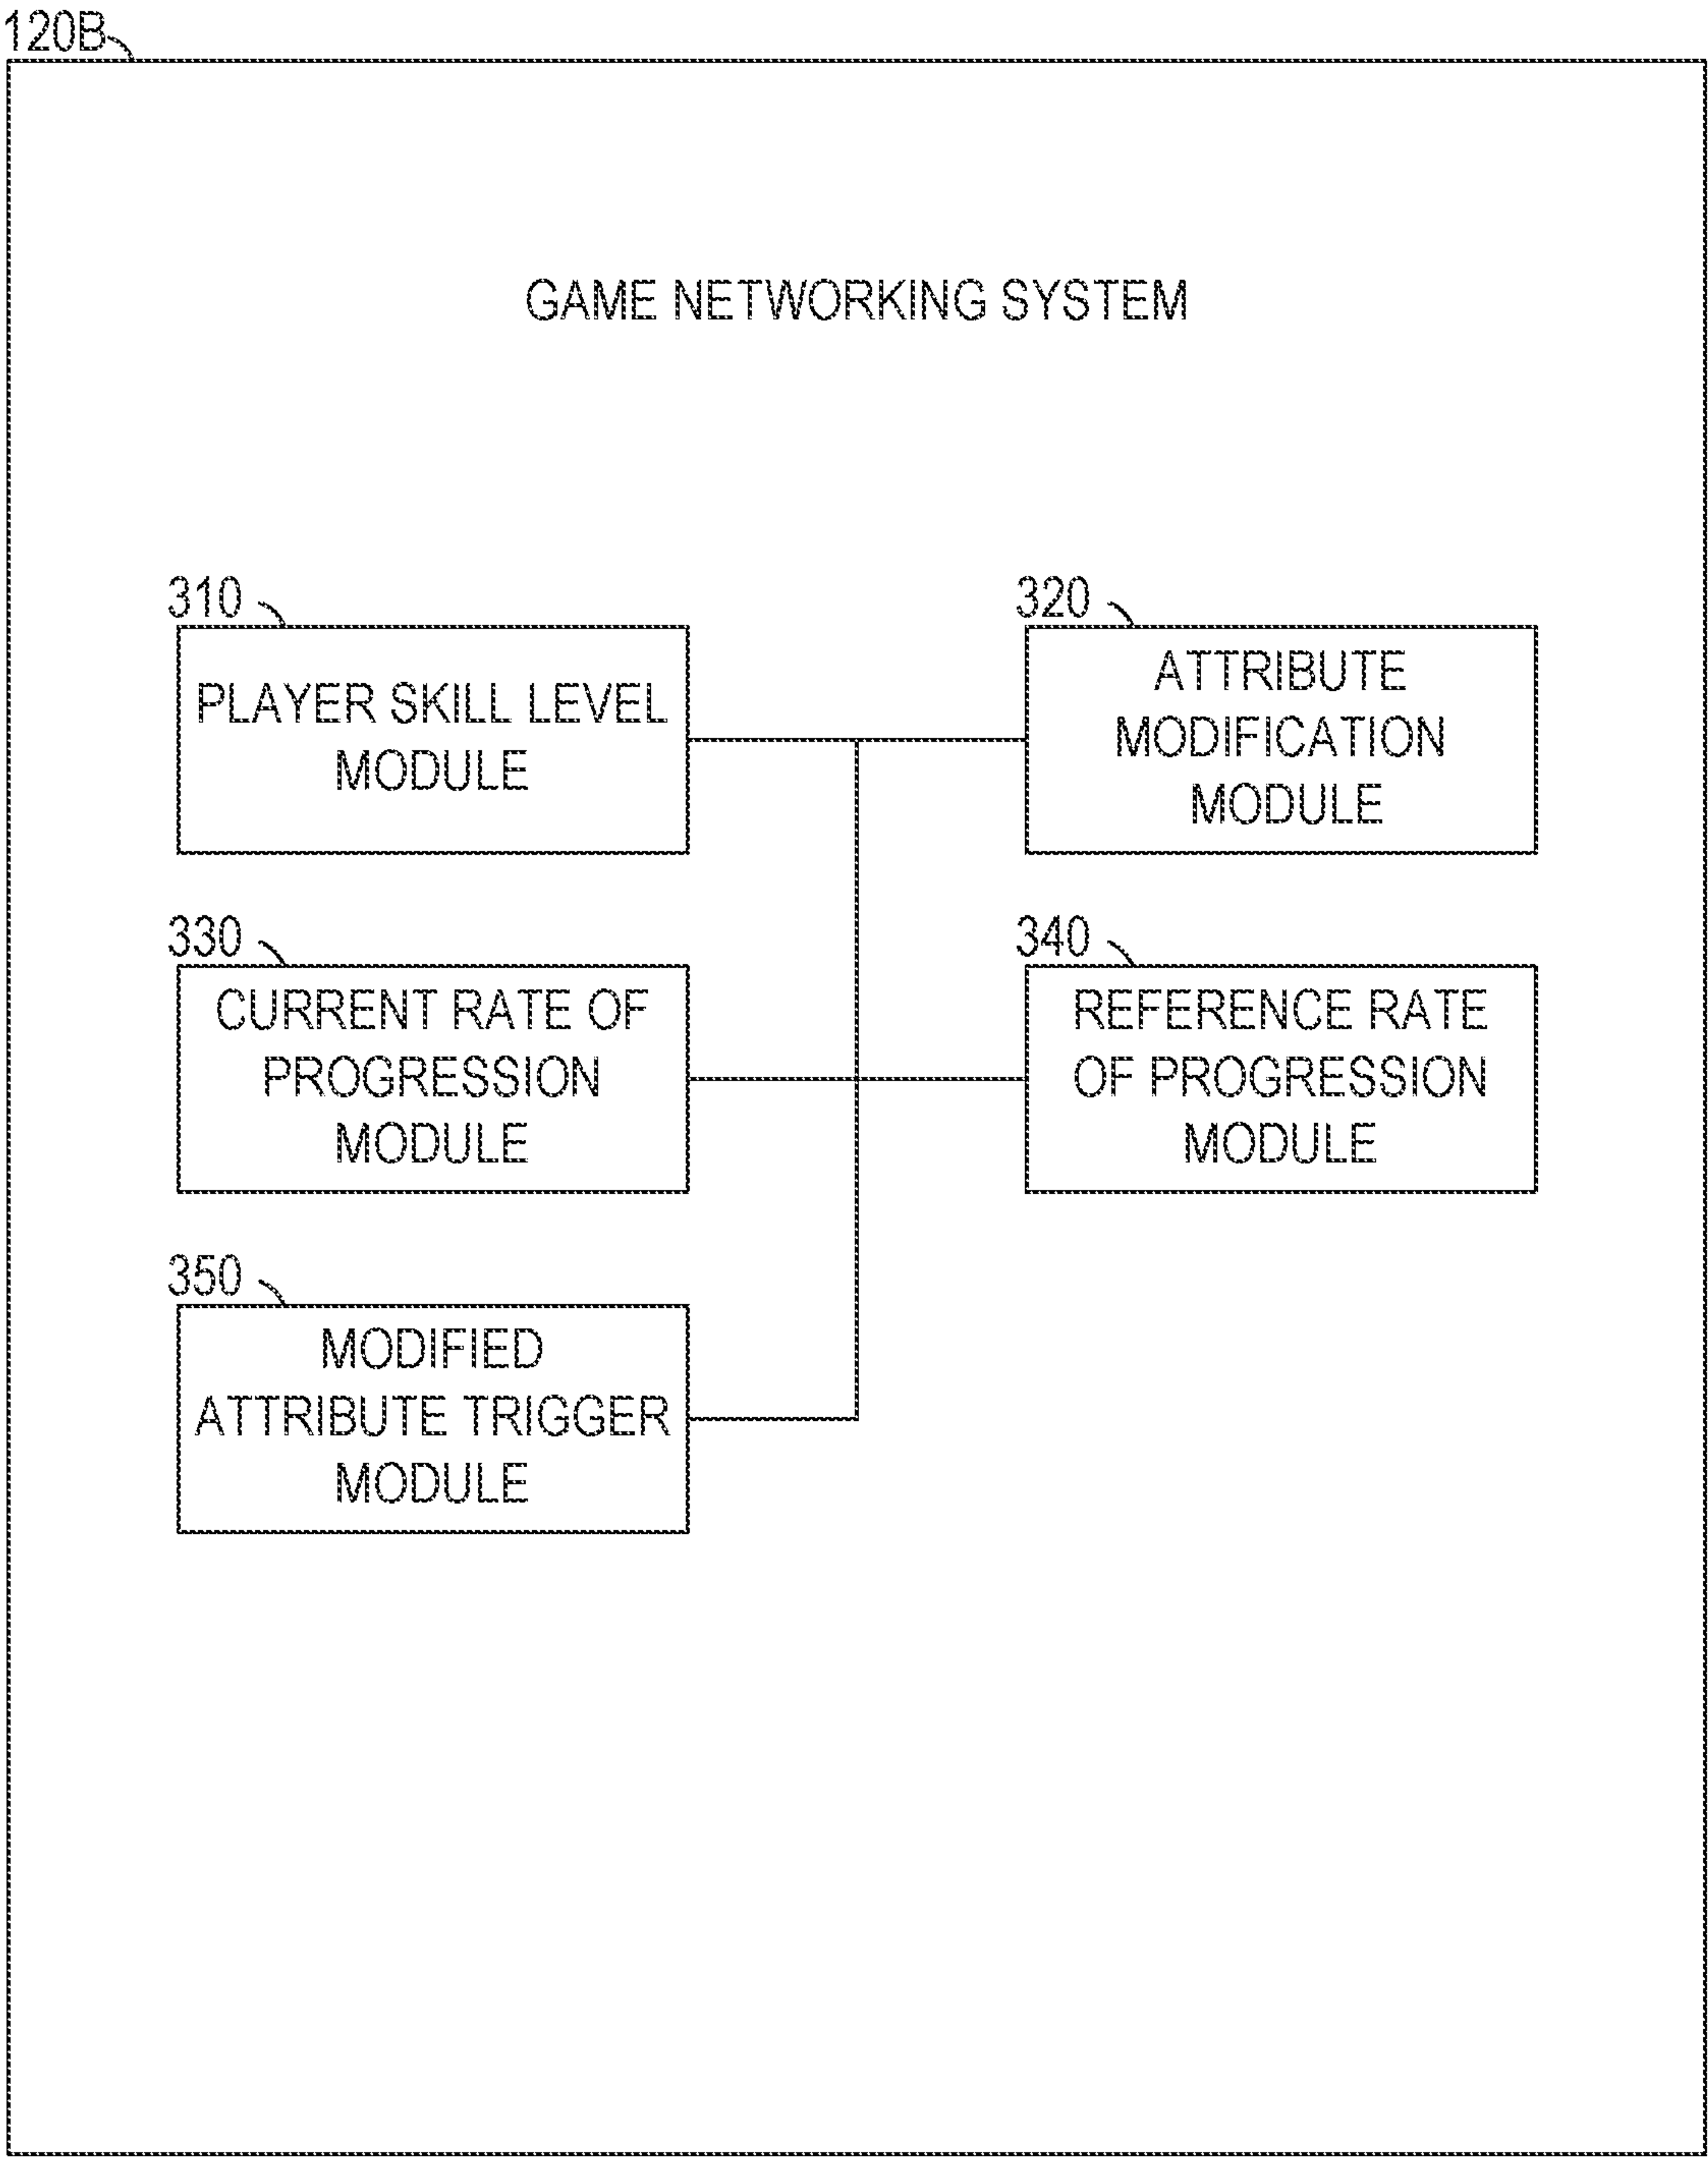 120B
GAME NETWORKING SYSTEM
310
PLAYER SKILL LEVEL
MODULE
320
ATTRIBUTE
MODIFICATION
MODULE
330
CURRENT RATE OF
PROGRESSION
MODULE
340
REFERENCE RATE
OF PROGRESSION
MODULE
350
MODIFIED
ATTRIBUTE TRIGGER
MODULE